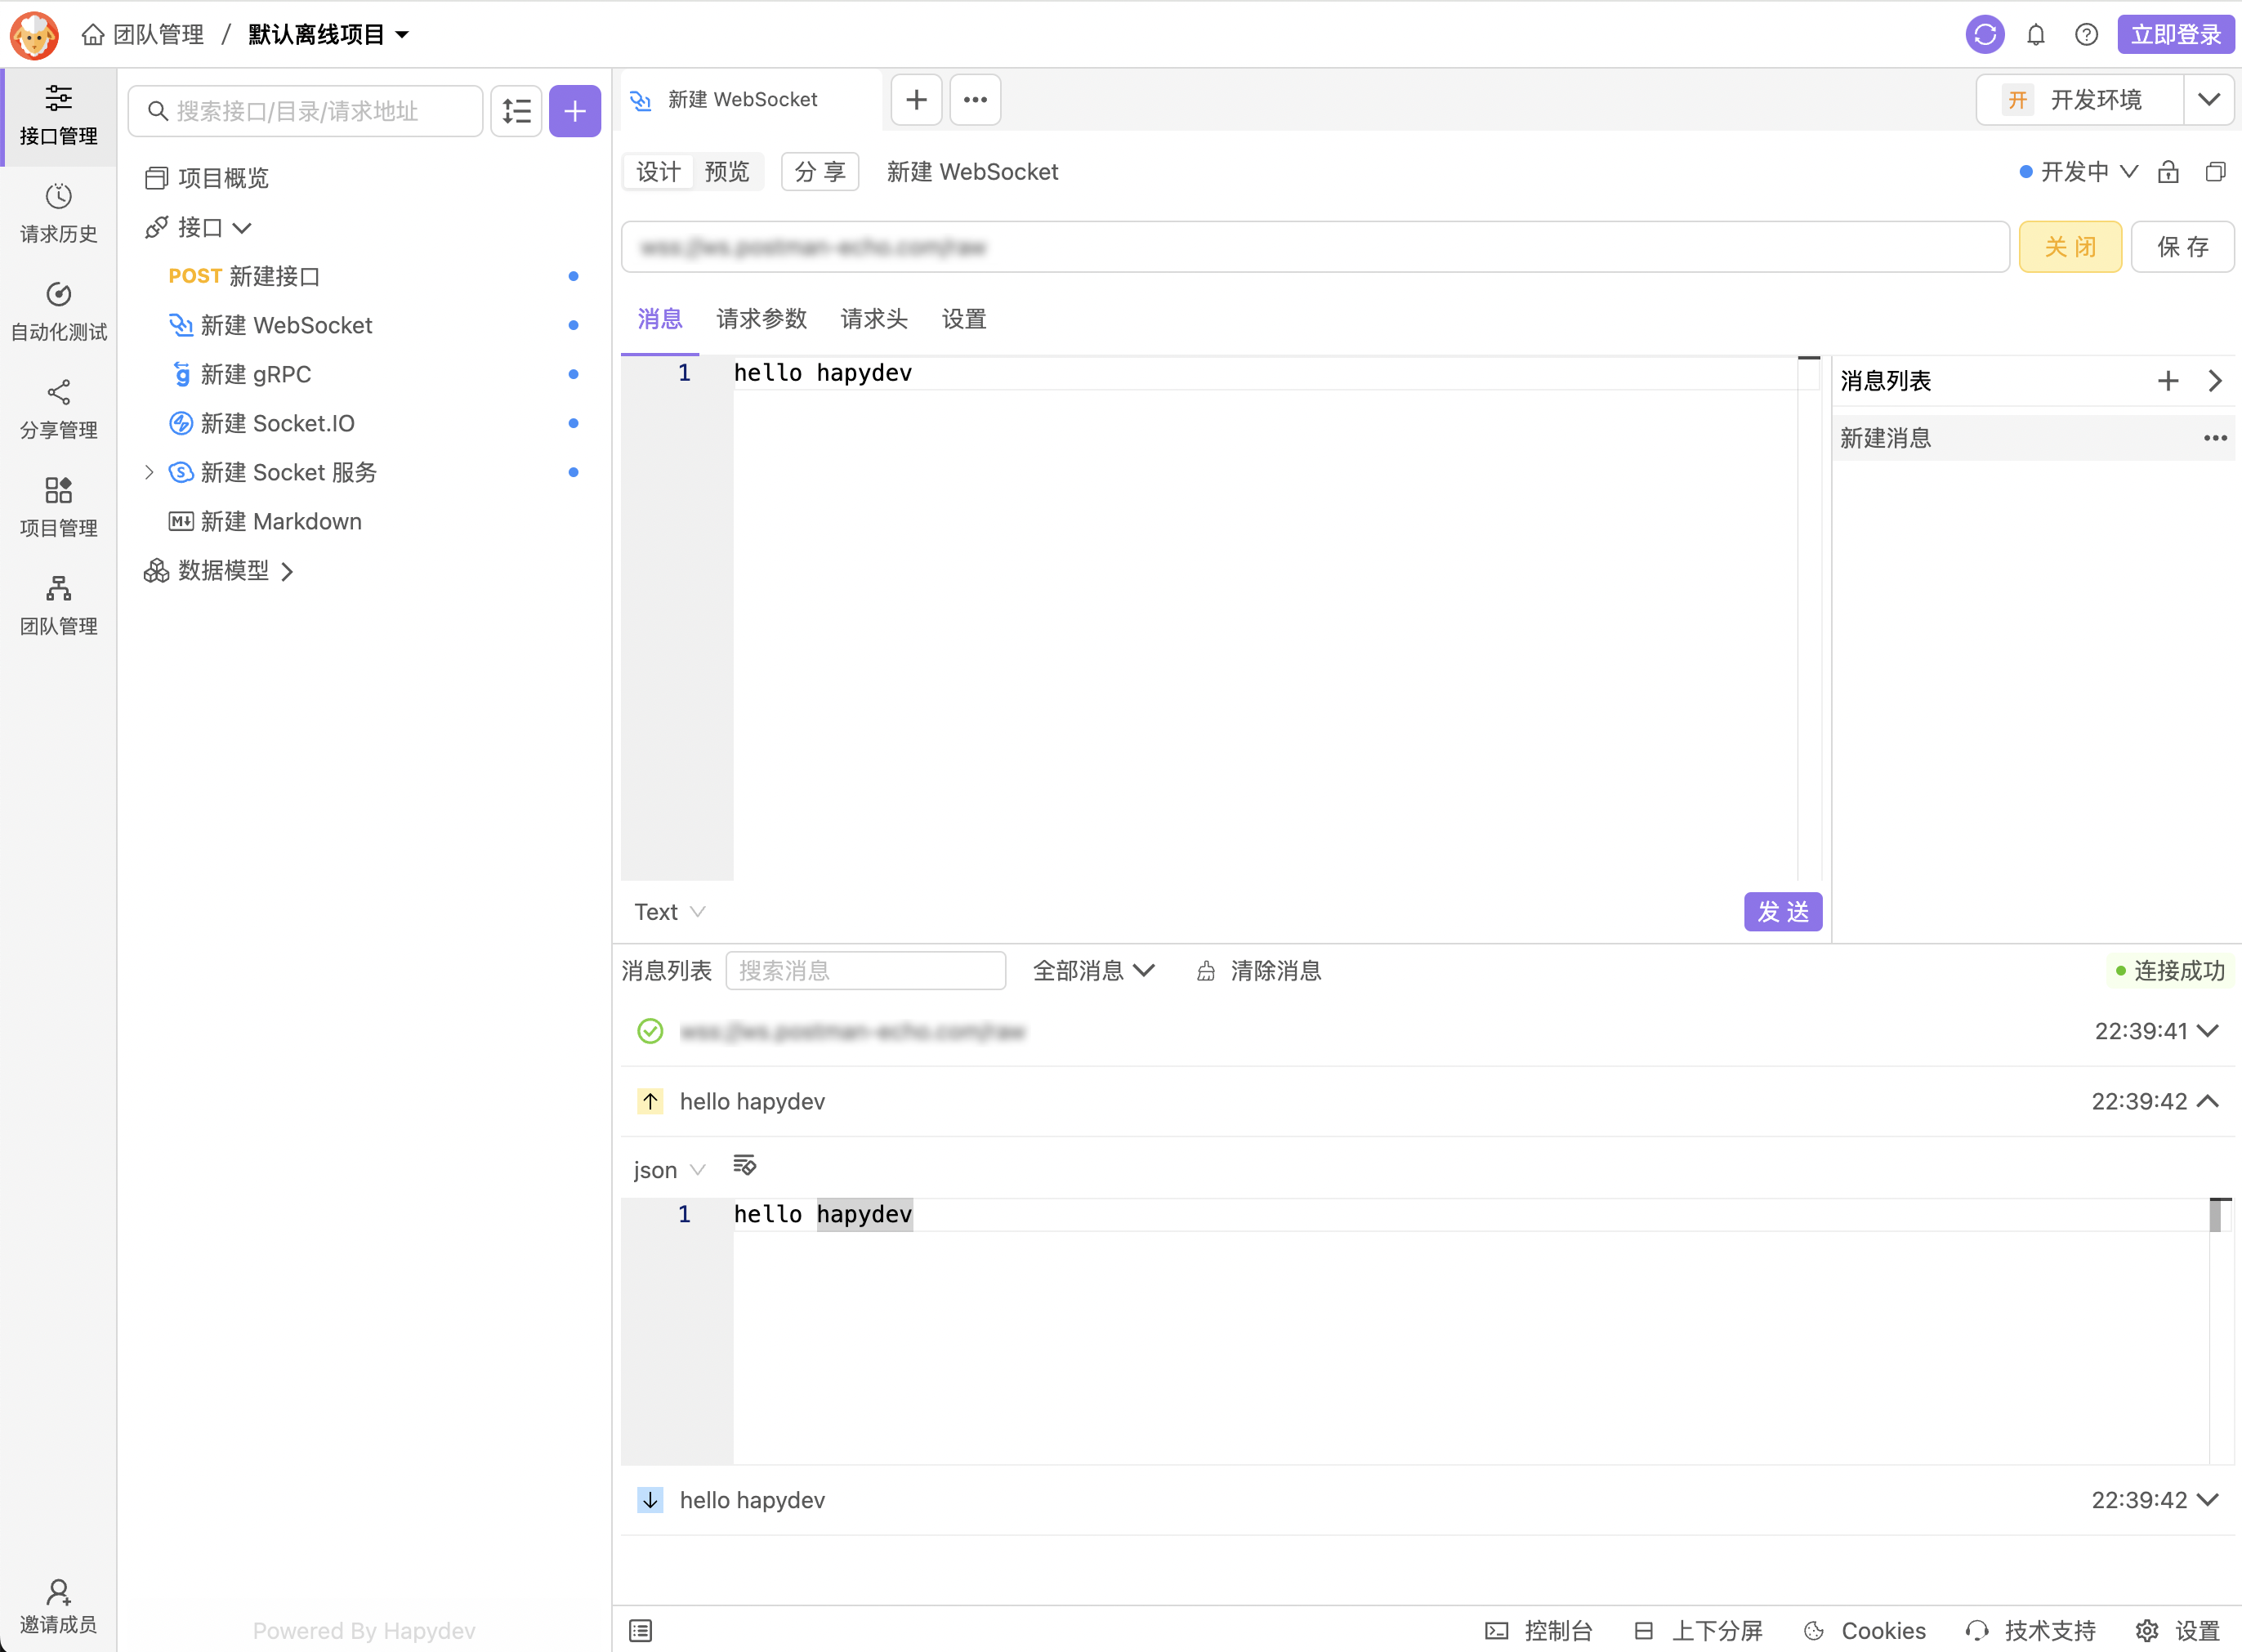 团队管理 / 默认离线项目
立即登录
接口管理
请求历史
自动化测试
分享管理
项目管理
团队管理
邀请成员
搜索接口/目录/请求地址
项目概览
接口
POST 新建接口
新建 WebSocket
新建 gRPC
新建 Socket.IO
新建 Socket 服务
新建 Markdown
数据模型
Powered By Hapydev
新建 WebSocket
开 开发环境
设计 预览 分 享 新建 WebSocket
开发中
关 闭 保 存
消息 请求参数 请求头 设置
1 hello hapydev
消息列表
新建消息
Text
发 送
消息列表 搜索消息 全部消息 清除消息
连接成功
22:39:41
hello hapydev 22:39:42
json
1 hello hapydev
hello hapydev 22:39:42
控制台 上下分屏 Cookies 技术支持 设置